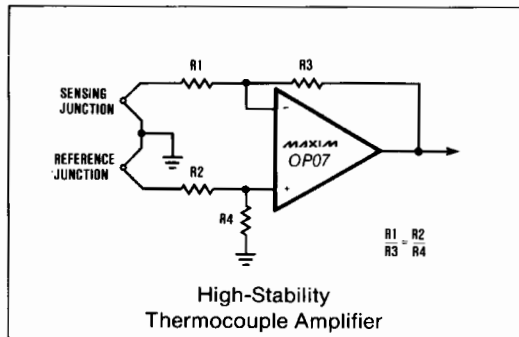 R1
R3
SENSING
JUNCTION
REFERENCE
JUNCTION
−
MAXIM
OP07
+
R2
R4
R1/R3 = R2/R4
High-Stability
Thermocouple Amplifier